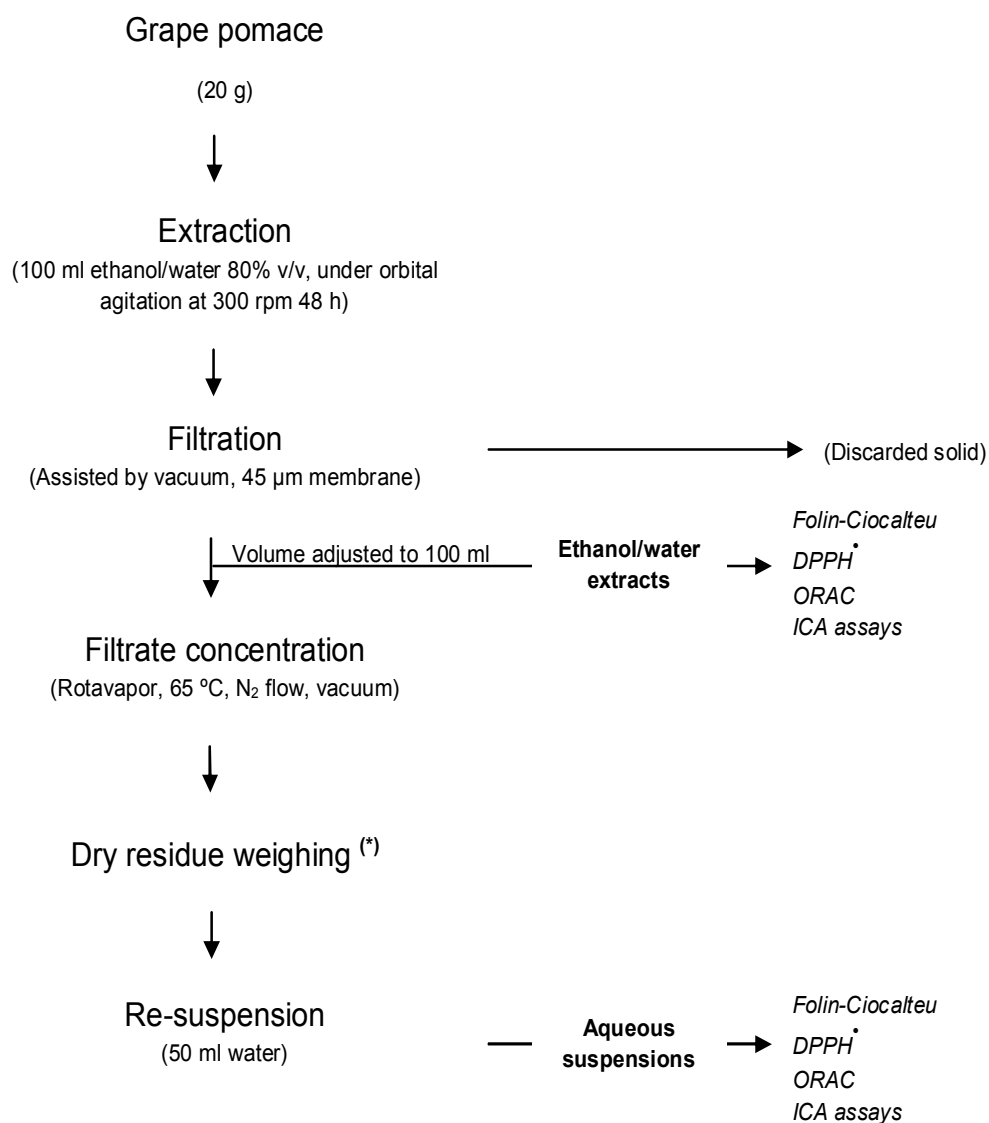 Grape pomace
(20 g)
Extraction
(100 ml ethanol/water 80% v/v, under orbital
agitation at 300 rpm 48 h)
Filtration
(Assisted by vacuum, 45 µm membrane)
(Discarded solid)
Volume adjusted to 100 ml
Ethanol/water
extracts
Folin-Ciocalteu
DPPH•
ORAC
ICA assays
Filtrate concentration
(Rotavapor, 65 ºC, N₂ flow, vacuum)
Dry residue weighing (*)
Re-suspension
(50 ml water)
Aqueous
suspensions
Folin-Ciocalteu
DPPH•
ORAC
ICA assays